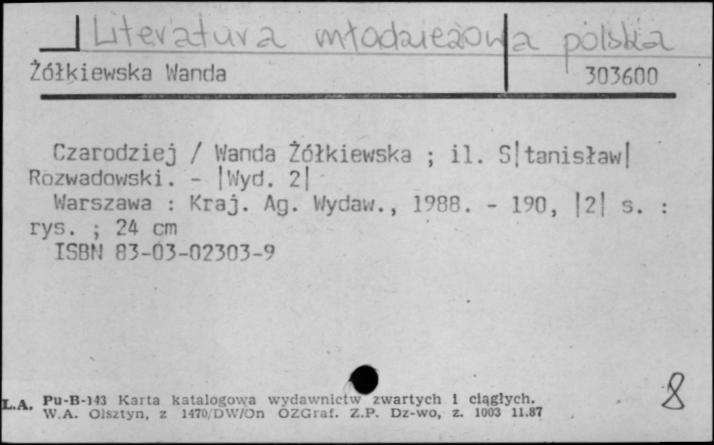 Literatura młodzieżowa polska
Żółkiewska Wanda 303600
Czarodziej / Wanda Żółkiewska ; il. S|tanisław|
Rozwadowski. - |Wyd. 2|
Warszawa : Kraj. Ag. Wydaw., 1988. - 190, |2| s. :
rys. ; 24 cm
ISBN 83-03-02303-9
L.A. Pu-B-143 Karta katalogowa wydawnictw zwartych i ciągłych.
W.A. Olsztyn, z 1470/DW/On OZGraf. Z.P. Dz-wo, z. 1003 11.87
8